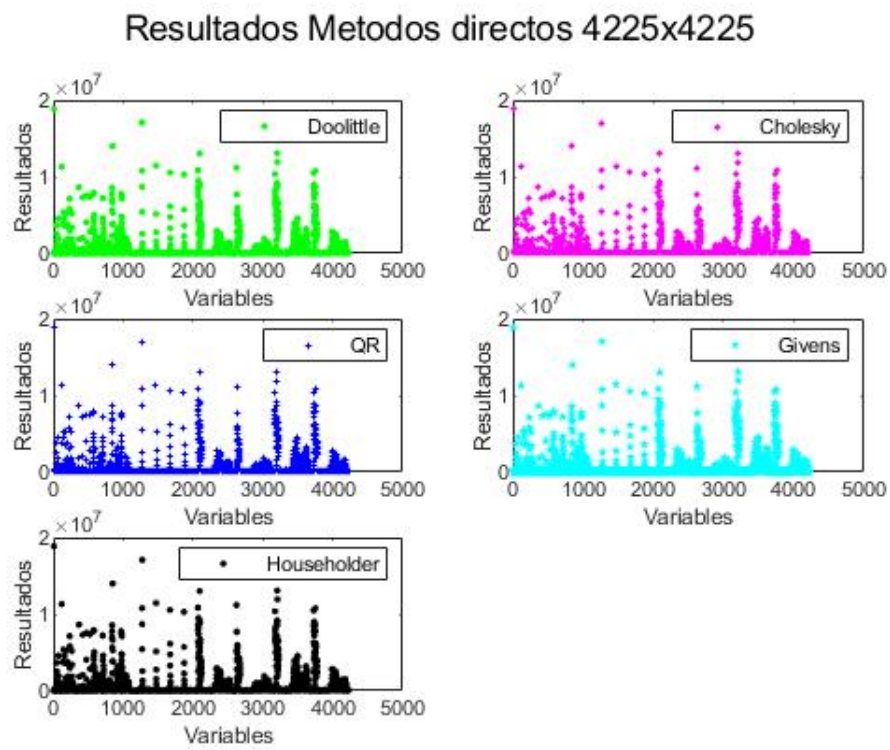 Resultados Metodos directos 4225x4225
×10^7
2
1
0
Resultados
Doolittle
0 1000 2000 3000 4000 5000
Variables
×10^7
2
1
0
Resultados
Cholesky
0 1000 2000 3000 4000 5000
Variables
×10^7
2
1
0
Resultados
QR
0 1000 2000 3000 4000 5000
Variables
×10^7
2
1
0
Resultados
Givens
0 1000 2000 3000 4000 5000
Variables
×10^7
2
1
0
Resultados
Householder
0 1000 2000 3000 4000 5000
Variables